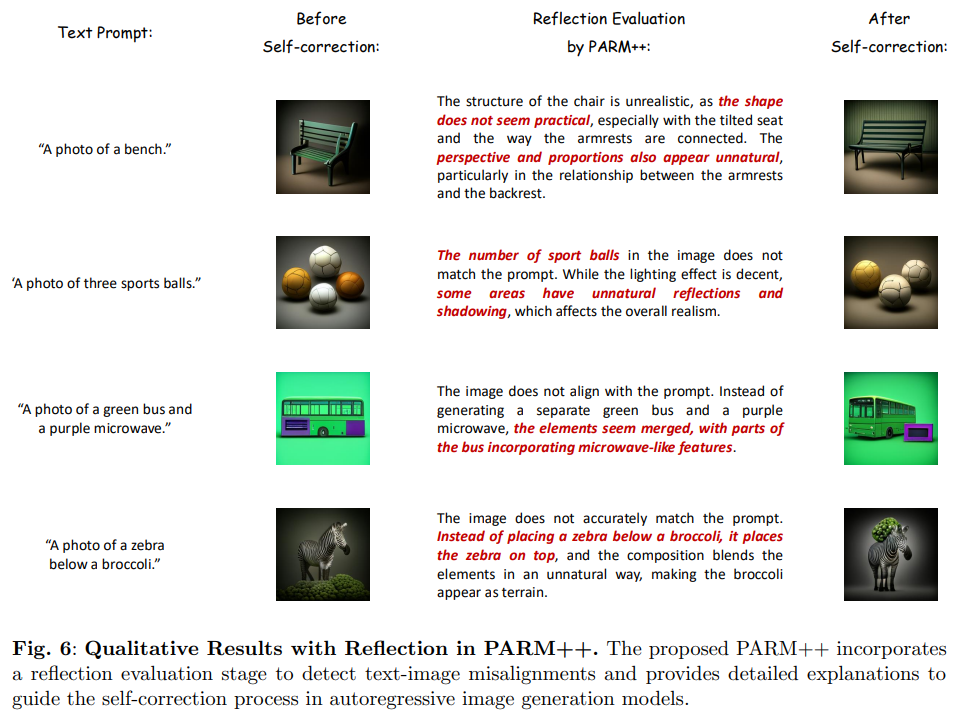 Text Prompt:
Before
Self-correction:
Reflection Evaluation
by PARM++:
After
Self-correction:
“A photo of a bench.”
The structure of the chair is unrealistic, as the shape
does not seem practical, especially with the tilted seat
and the way the armrests are connected. The
perspective and proportions also appear unnatural,
particularly in the relationship between the armrests
and the backrest.
‘A photo of three sports balls.”
The number of sport balls in the image does not
match the prompt. While the lighting effect is decent,
some areas have unnatural reflections and
shadowing, which affects the overall realism.
“A photo of a green bus and
a purple microwave.”
The image does not align with the prompt. Instead of
generating a separate green bus and a purple
microwave, the elements seem merged, with parts of
the bus incorporating microwave-like features.
“A photo of a zebra
below a broccoli.”
The image does not accurately match the prompt.
Instead of placing a zebra below a broccoli, it places
the zebra on top, and the composition blends the
elements in an unnatural way, making the broccoli
appear as terrain.
Fig. 6: Qualitative Results with Reflection in PARM++. The proposed PARM++ incorporates
a reflection evaluation stage to detect text-image misalignments and provides detailed explanations to
guide the self-correction process in autoregressive image generation models.